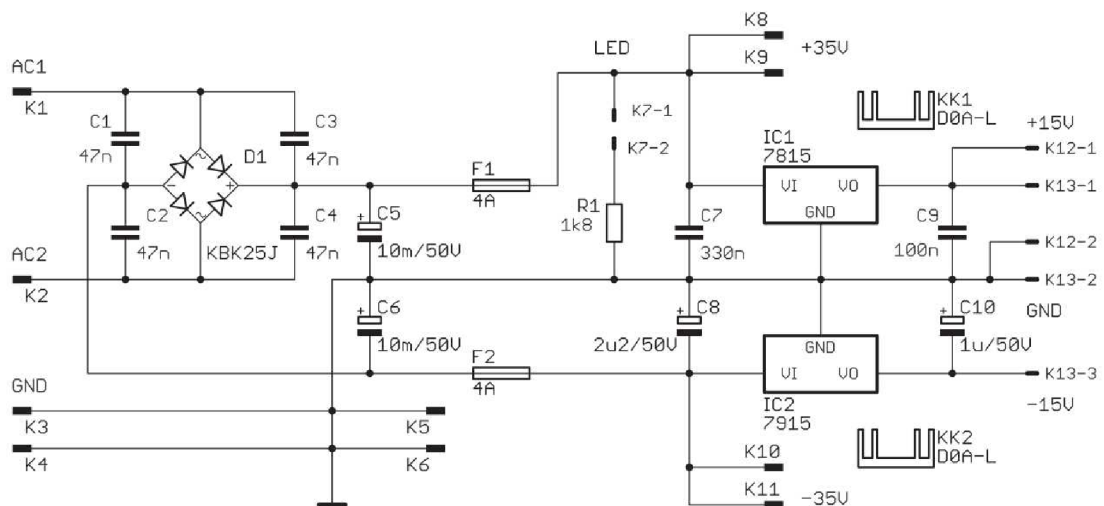 K8
+35V
LED
K9
AC1
K1
C1
47n
C3
47n
D1
~
- +
~
K7-1
K7-2
KK1
D0A-L
IC1
7815
VI VO
GND
+15V
K12-1
K13-1
F1
4A
C2
47n
C4
47n
KBK25J
+
C5
10m/50V
R1
1k8
C7
330n
C9
100n
K12-2
AC2
K2
K13-2
GND
+
C6
10m/50V
+
C8
2u2/50V
+
C10
1u/50V
F2
4A
GND
VI VO
IC2
7915
K13-3
-15V
GND
K3
K5
K4
K6
KK2
D0A-L
K10
K11
-35V